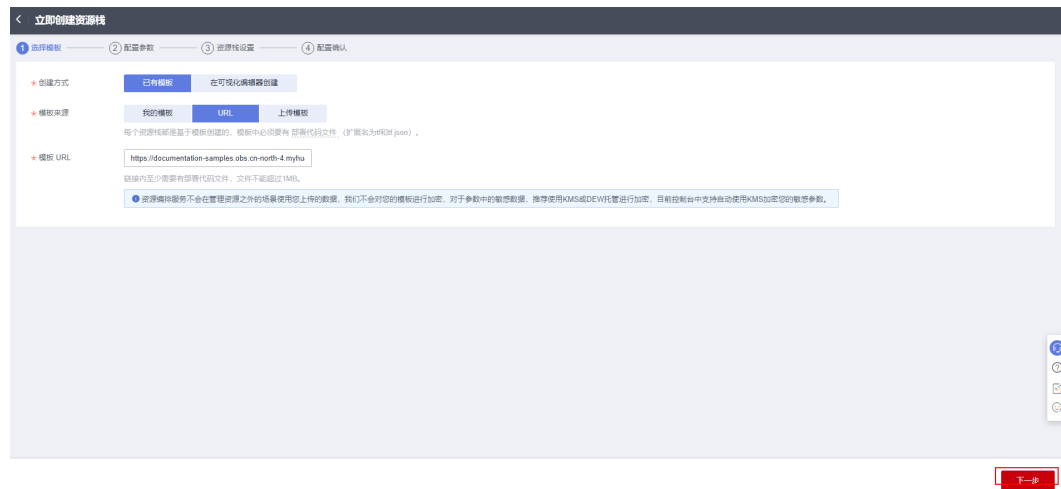 立即创建资源栈
1 选择模板 2 配置参数 3 资源栈设置 4 配置确认
* 创建方式 已有模板 在可视化编辑器创建
* 模板来源 我的模板 URL 上传模板
每个资源栈都是基于模板创建的，模板中必须要有 部署代码文件 （扩展名为tf和tf.json）。
* 模板 URL https://documentation-samples.obs.cn-north-4.myhu
链接内至少需要有部署代码文件，文件不能超过1MB。
资源编排服务不会在管理资源之外的场景使用您上传的数据，我们不会对您的模板进行加密，对于参数中的敏感数据，推荐使用KMS或DEW托管进行加密，目前控制台中支持自动使用KMS加密您的敏感参数。
下一步